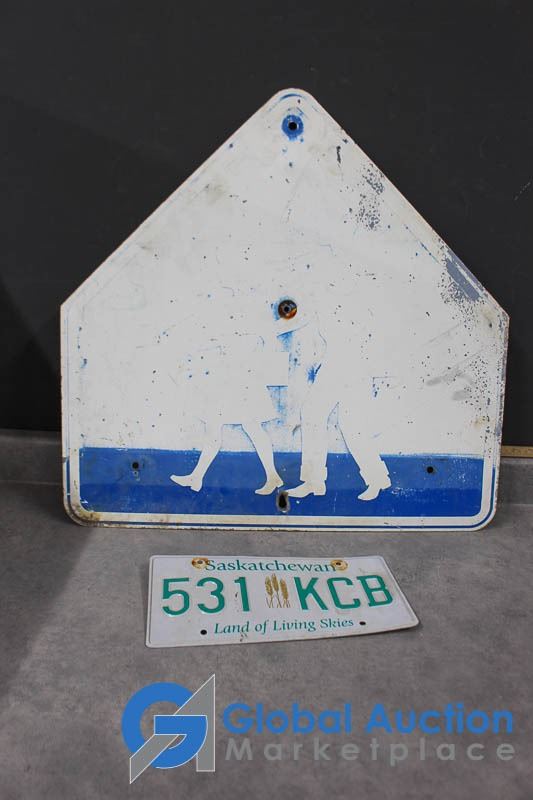 Saskatchewan
531 KCB
Land of Living Skies
Global Auction
Marketplace